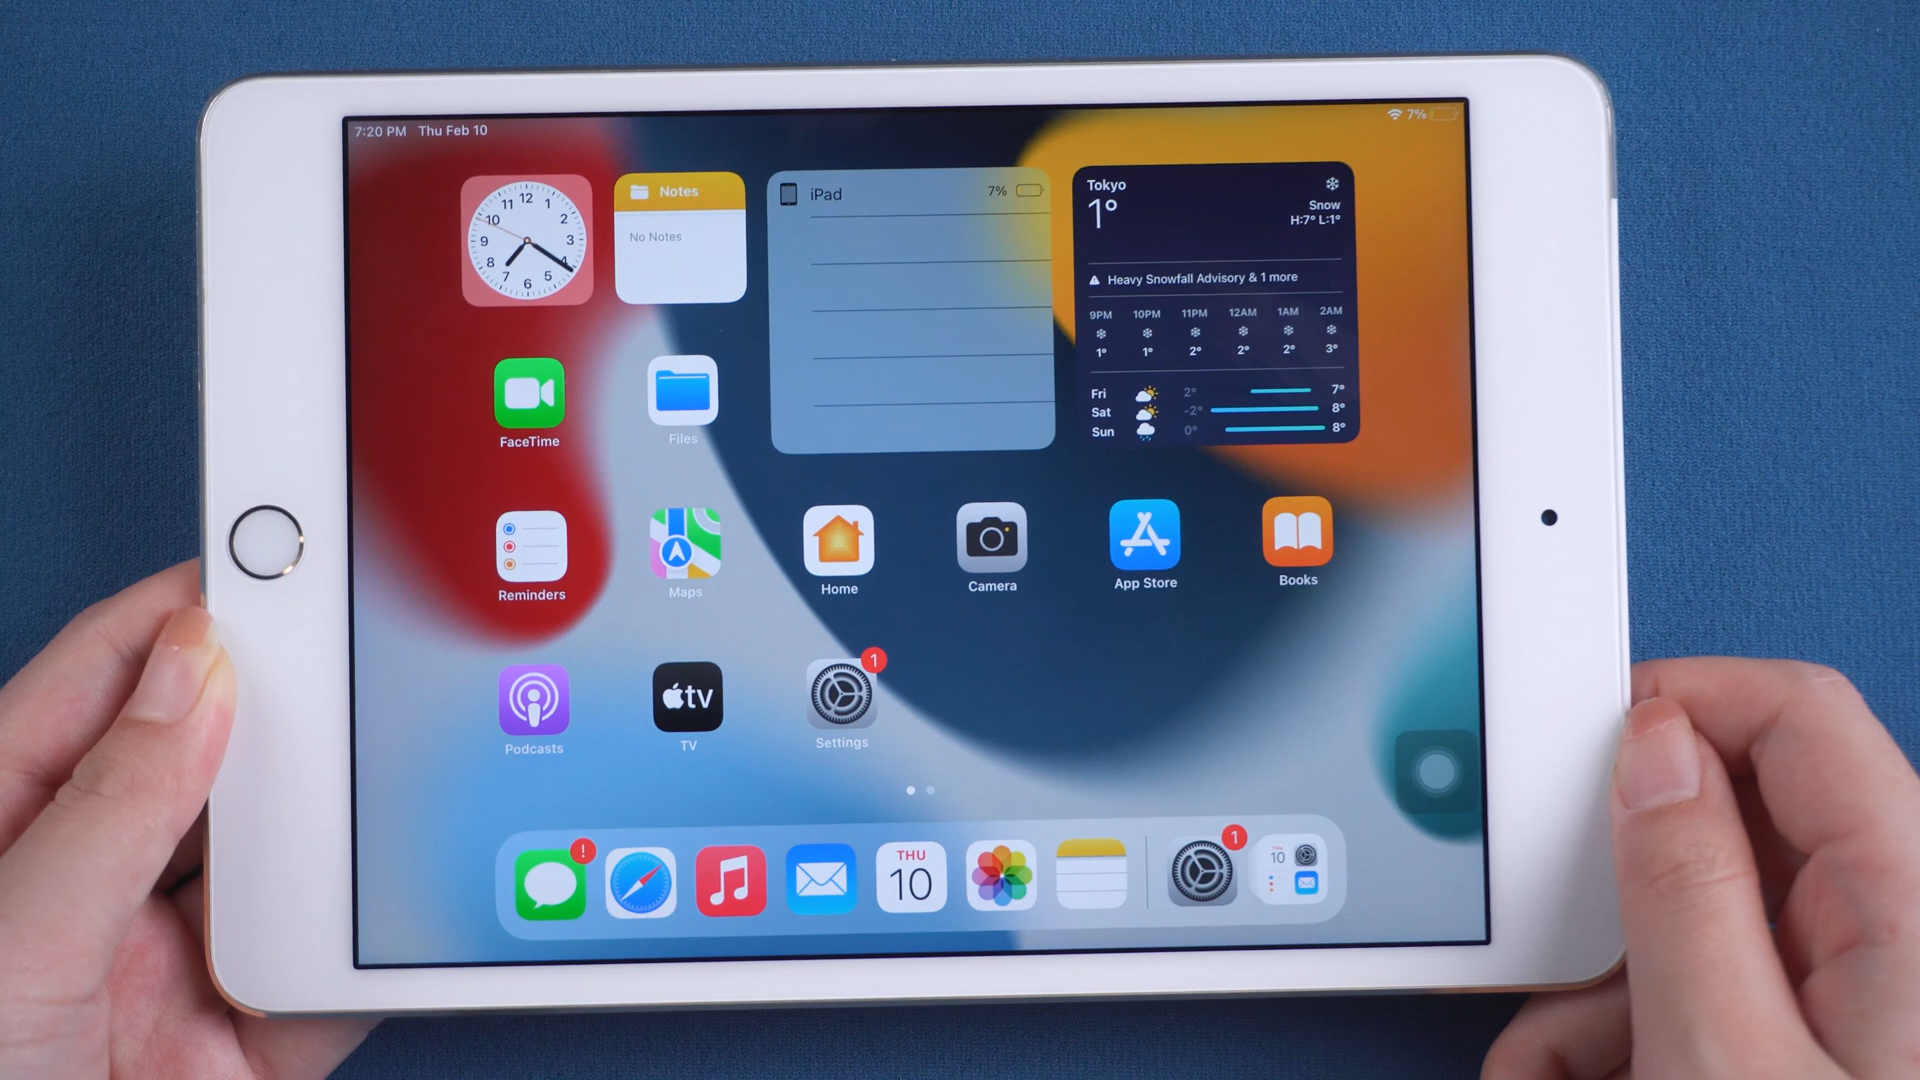 7:20 PM Thu Feb 10
7%
12
11 1
10 2
9 3
8 4
7 5
6
Notes
No Notes
iPad 7%
Tokyo
1°
Snow
H:7° L:1°
Heavy Snowfall Advisory & 1 more
9PM 10PM 11PM 12AM 1AM 2AM
1° 1° 2° 2° 2° 3°
Fri 2° 7°
Sat -2° 8°
Sun 0° 8°
FaceTime Files
Reminders Maps Home Camera App Store Books
1
tv
Podcasts TV Settings
! 1
THU
10
10